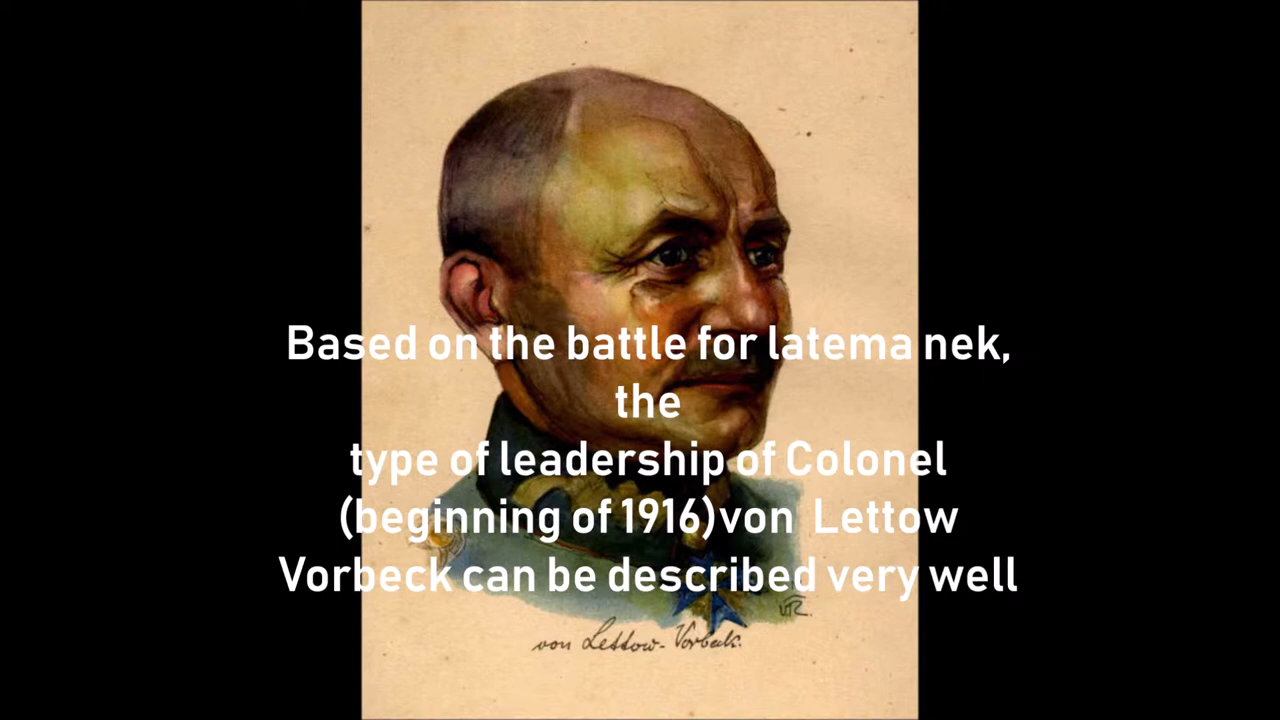 Based on the battle for latema nek,
the
type of leadership of Colonel
(beginning of 1916)von Lettow
Vorbeck can be described very well
von Lettow-Vorbeck.